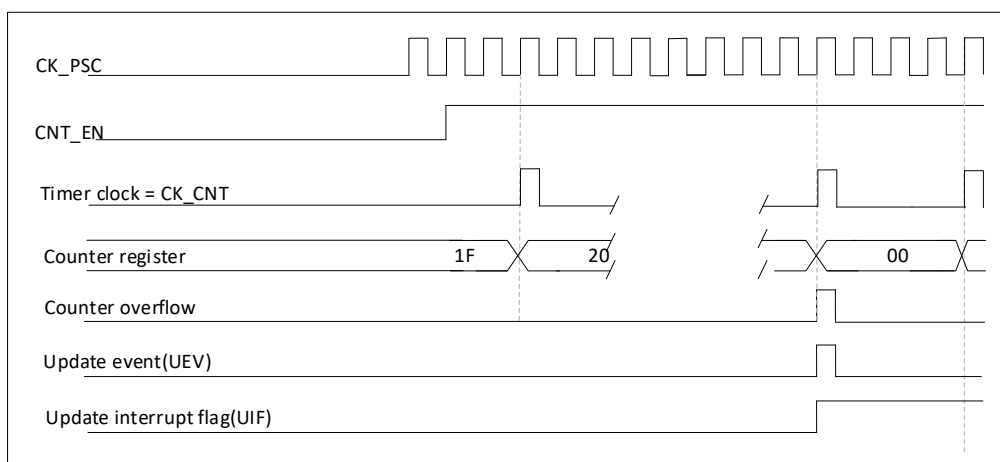 CK_PSC
CNT_EN
Timer clock = CK_CNT
Counter register 1F 20 00
Counter overflow
Update event(UEV)
Update interrupt flag(UIF)